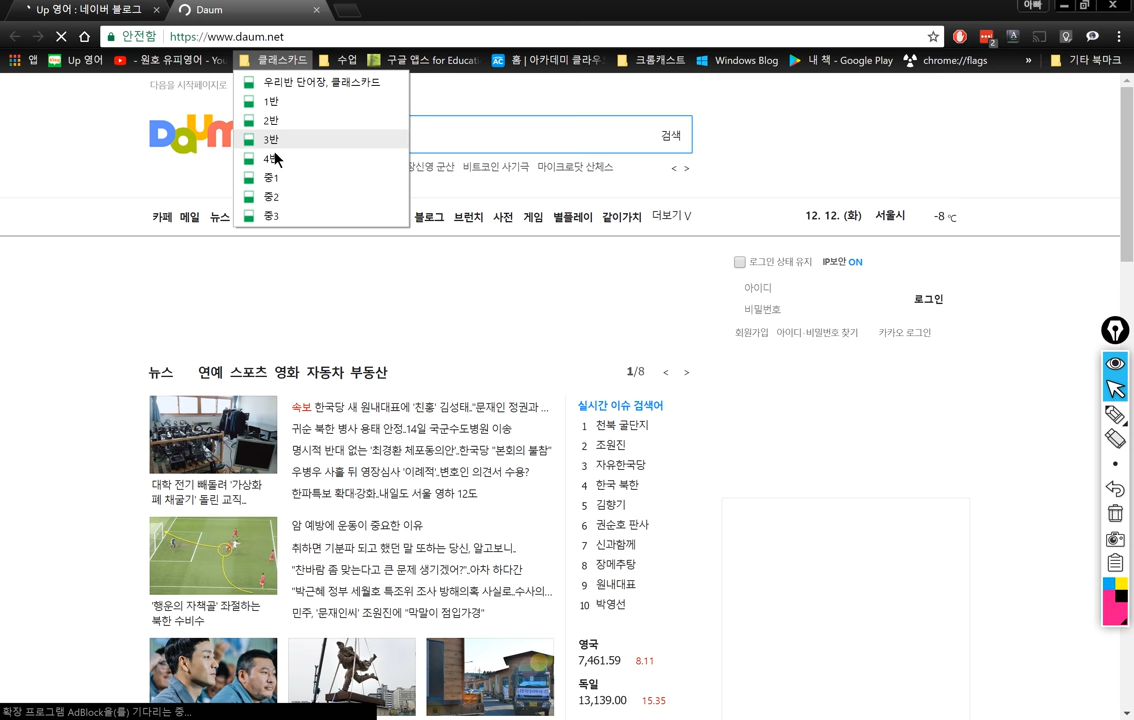 Up 영어 : 네이버 블로그
Daum
아빠
안전함
https://www.daum.net
앱
Up 영어
- 원호 유피영어 - You
클래스카드
수업
구글 앱스 for Educati
홈 | 아카데미 클라우
크롬캐스트
Windows Blog
내 책 - Google Play
chrome://flags
»
기타 북마크
다음을 시작페이지로
우리반 단어장, 클래스카드
1반
2반
3반
4반
중1
중2
중3
Daum
검색
장신영 군산 비트코인 사기극 마이크로닷 산체스
< >
카페 메일 뉴스
블로그 브런치 사전 게임 별플레이 같이가치 더보기 V
12. 12. (화) 서울시 -8 ℃
로그인 상태 유지 IP보안 ON
아이디
비밀번호
로그인
회원가입 아이디·비밀번호 찾기 카카오 로그인
뉴스 연예 스포츠 영화 자동차 부동산
1/8 < >
대학 전기 빼돌려 '가상화
폐 채굴기' 돌린 교직..
'행운의 자책골' 좌절하는
북한 수비수
속보 한국당 새 원내대표에 '친홍' 김성태.."문재인 정권과 ...
귀순 북한 병사 용태 안정..14일 국군수도병원 이송
명시적 반대 없는 '최경환 체포동의안'..한국당 "본회의 불참"
우병우 사흘 뒤 영장심사 '이례적'..변호인 의견서 수용?
한파특보 확대·강화..내일도 서울 영하 12도
암 예방에 운동이 중요한 이유
취하면 기분파 되고 했던 말 또하는 당신, 알고보니..
"찬바람 좀 맞는다고 큰 문제 생기겠어?"..아차 하다간
"박근혜 정부 세월호 특조위 조사 방해의혹 사실로..수사의...
민주, '문재인씨' 조원진에 "막말이 점입가경"
실시간 이슈 검색어
1 천북 굴단지
2 조원진
3 자유한국당
4 한국 북한
5 김향기
6 권순호 판사
7 신과함께
8 장메추탕
9 원내대표
10 박영선
영국
7,461.59 8.11
독일
13,139.00 15.35
확장 프로그램 AdBlock을(를) 기다리는 중...
2
A